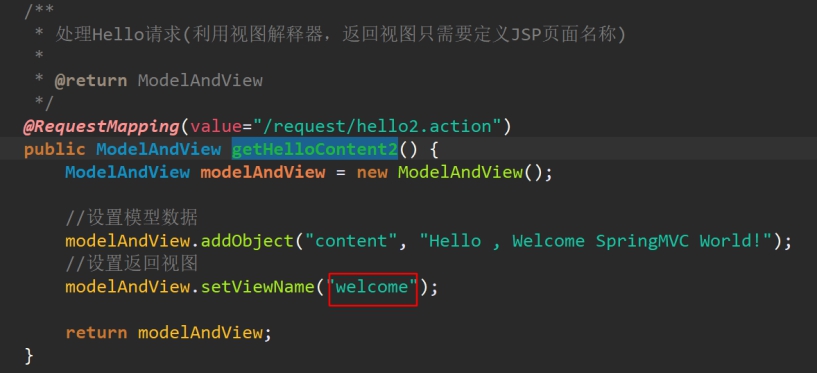 /**
 * 处理Hello请求(利用视图解释器，返回视图只需要定义JSP页面名称)
 *
 * @return ModelAndView
 */
@RequestMapping(value="/request/hello2.action")
public ModelAndView getHelloContent2() {
    ModelAndView modelAndView = new ModelAndView();
    //设置模型数据
    modelAndView.addObject("content", "Hello , Welcome SpringMVC World!");
    //设置返回视图
    modelAndView.setViewName("welcome");
    return modelAndView;
}